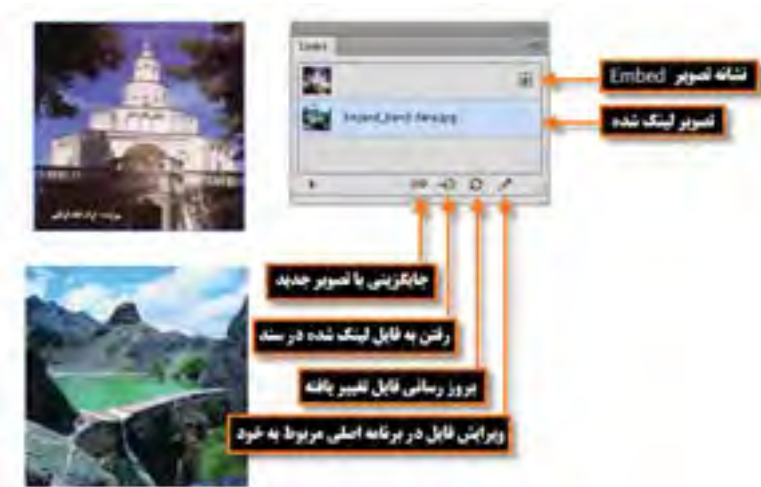 Links
نشانه تصویر Embed
تصویر لینک شده
جایگزینی با تصویر جدید
رفتن به فایل لینک شده در سند
بروز رسانی فایل تغییر یافته
ویرایش فایل در برنامه اصلی مربوط به خود